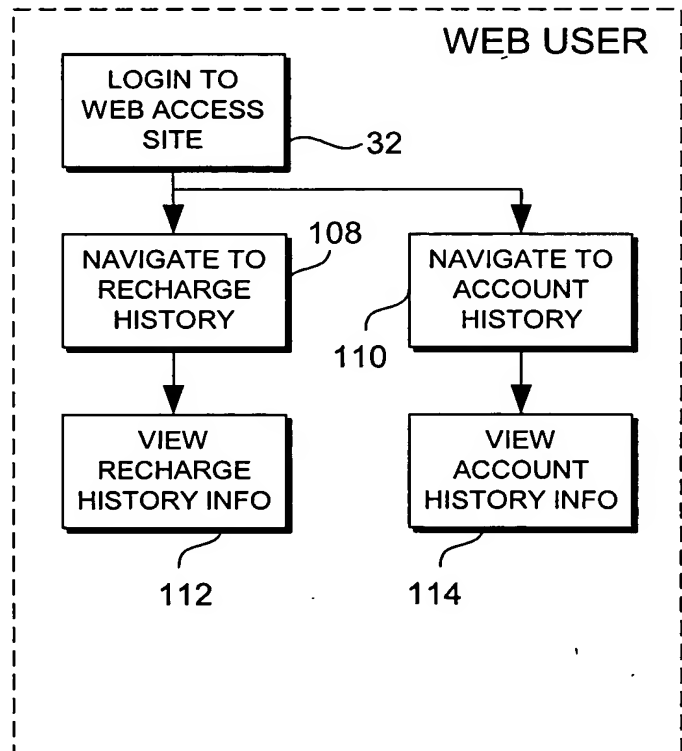 WEB USER
LOGIN TO
WEB ACCESS
SITE
32
108
NAVIGATE TO
RECHARGE
HISTORY
NAVIGATE TO
ACCOUNT
HISTORY
110
VIEW
RECHARGE
HISTORY INFO
VIEW
ACCOUNT
HISTORY INFO
112
114